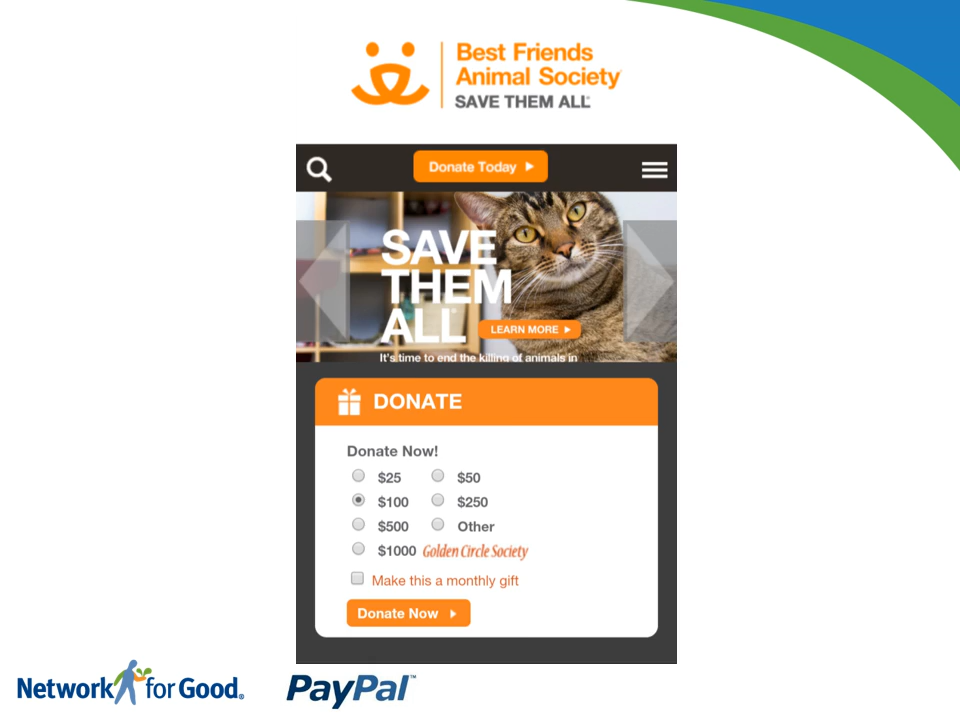 Best Friends
Animal Society
SAVE THEM ALL
Donate Today
SAVE
THEM
ALL
LEARN MORE
It's time to end the killing of animals in
DONATE
Donate Now!
$25 $50
$100 $250
$500 Other
$1000 Golden Circle Society
Make this a monthly gift
Donate Now
Network for Good.
PayPal™